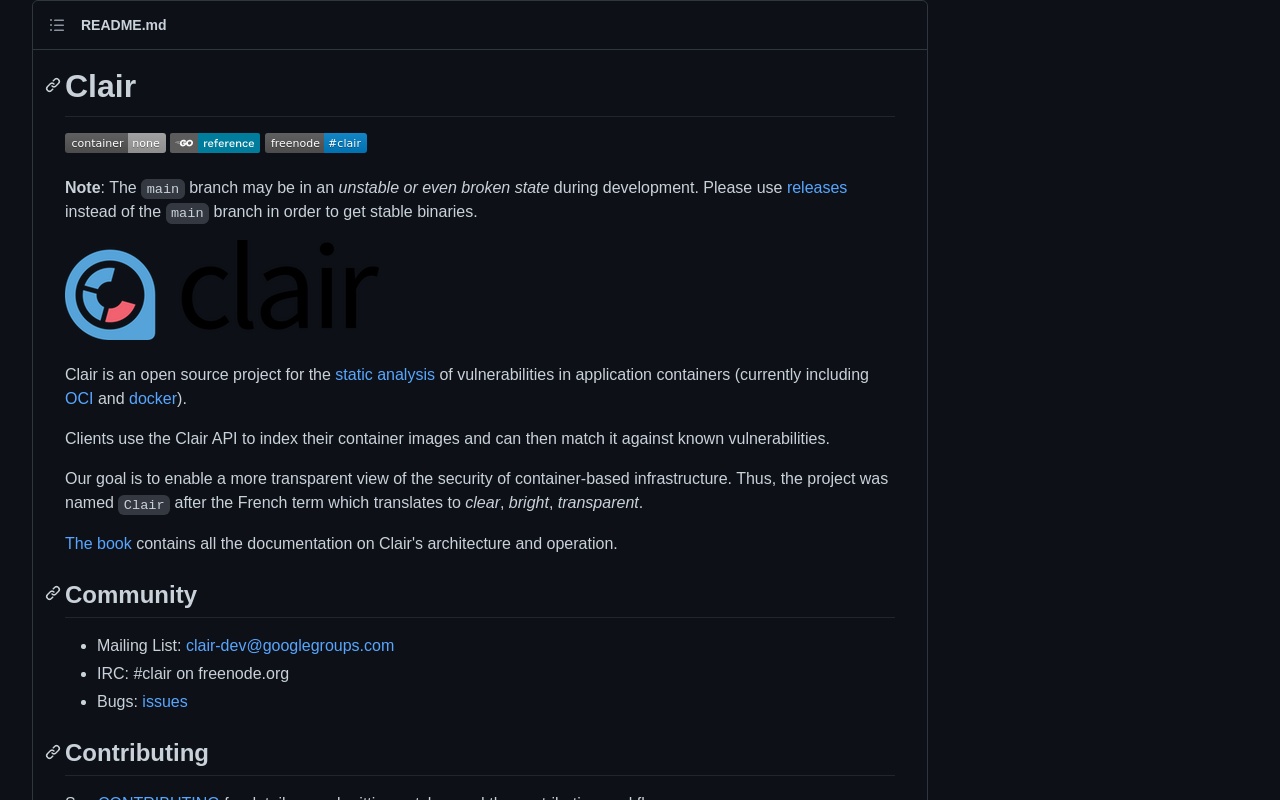 README.md
Clair
container none GO reference freenode #clair
Note: The main branch may be in an unstable or even broken state during development. Please use releases
instead of the main branch in order to get stable binaries.
clair
Clair is an open source project for the static analysis of vulnerabilities in application containers (currently including
OCI and docker).
Clients use the Clair API to index their container images and can then match it against known vulnerabilities.
Our goal is to enable a more transparent view of the security of container-based infrastructure. Thus, the project was
named Clair after the French term which translates to clear, bright, transparent.
The book contains all the documentation on Clair's architecture and operation.
Community
Mailing List: clair-dev@googlegroups.com
IRC: #clair on freenode.org
Bugs: issues
Contributing